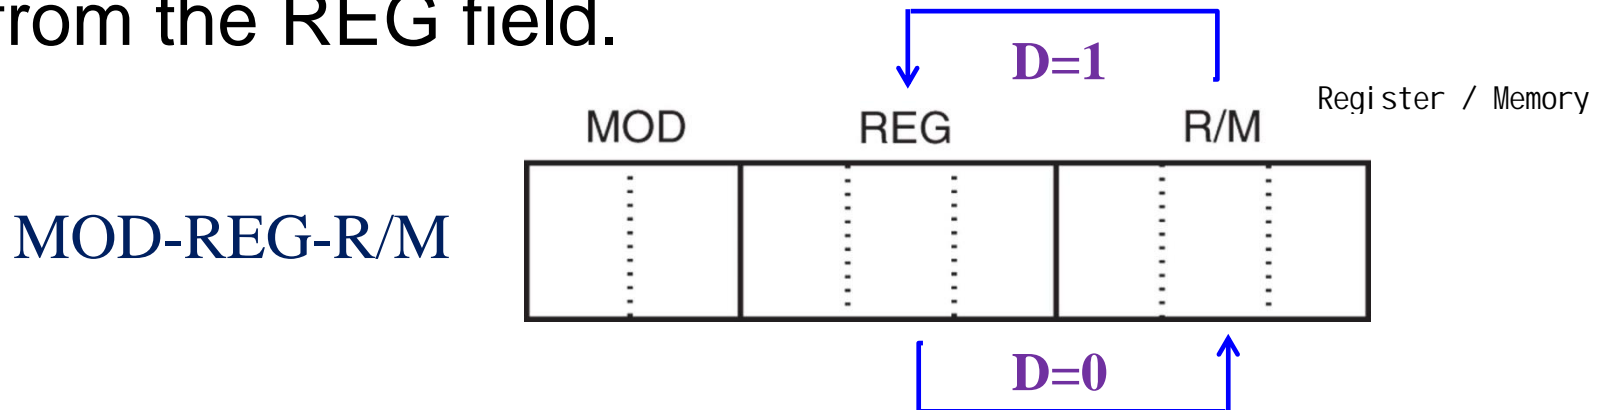 from the REG field.
D=1
Register / Memory
MOD REG R/M
MOD-REG-R/M
D=0